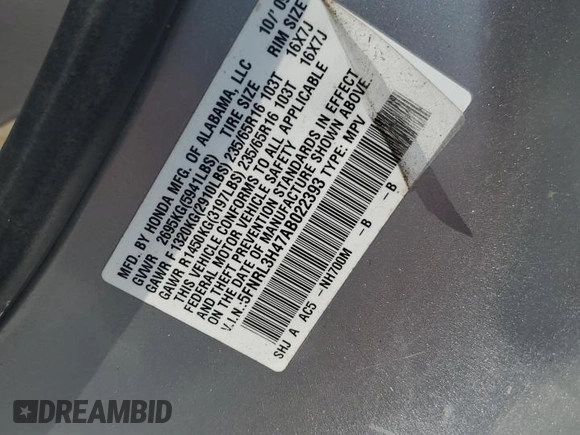 MFD. BY HONDA MFG. OF ALABAMA, LLC 10/'05
GVWR 2695KG(5941LBS) TIRE SIZE RIM SIZE
GAWR F 1320KG(2910LBS) 235/65R16 103T 16X7J
GAWR R 1450KG(3197LBS) 235/65R16 103T 16X7J
THIS VEHICLE CONFORMS TO ALL APPLICABLE
FEDERAL MOTOR VEHICLE SAFETY
AND THEFT PREVENTION STANDARDS IN EFFECT
ON THE DATE OF MANUFACTURE SHOWN ABOVE.
V.I.N.:5FNRL3H47AB022393 TYPE: MPV
SHJ A AC5 -NH700M -B -B
DREAMBID